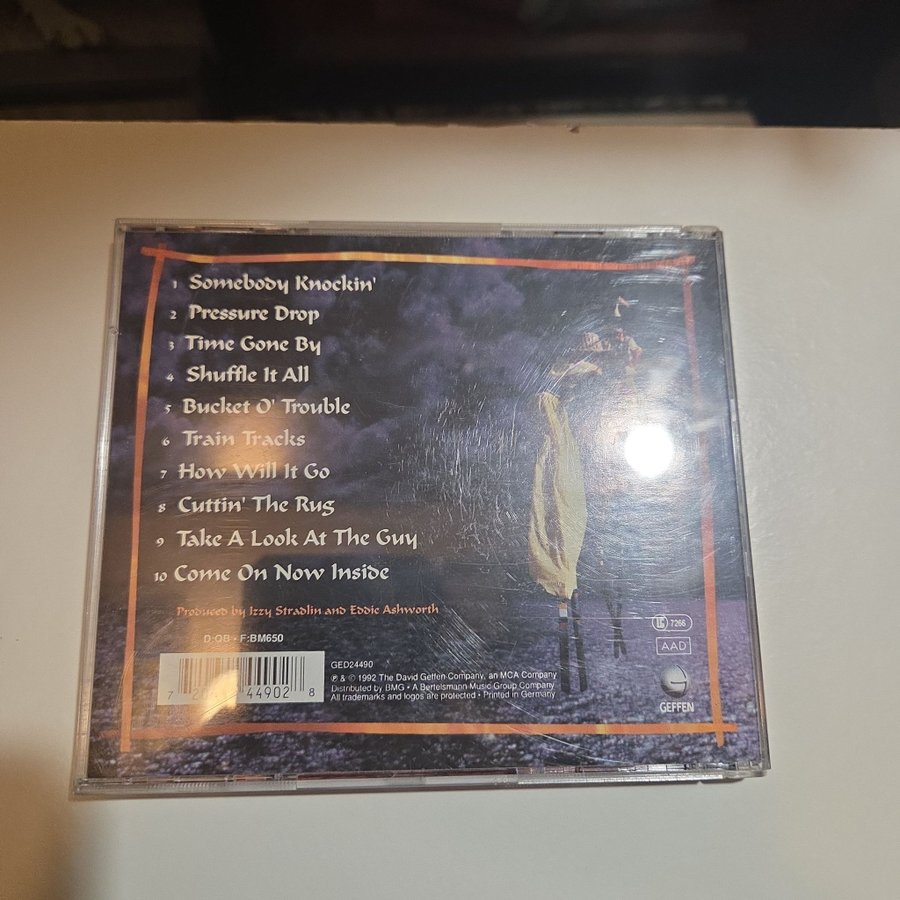 1 Somebody Knockin'
2 Pressure Drop
3 Time Gone By
4 Shuffle It All
5 Bucket O' Trouble
6 Train Tracks
7 How Will It Go
8 Cuttin' The Rug
9 Take A Look At The Guy
10 Come On Now Inside
Produced by Izzy Stradlin and Eddie Ashworth
D:OB • F:BM650
GED24490
℗ & © 1992 The David Geffen Company, an MCA Company
Distributed by BMG • A Bertelsmann Music Group Company
All trademarks and logos are protected • Printed in Germany
7 44902 8
LC 7266
AAD
GEFFEN